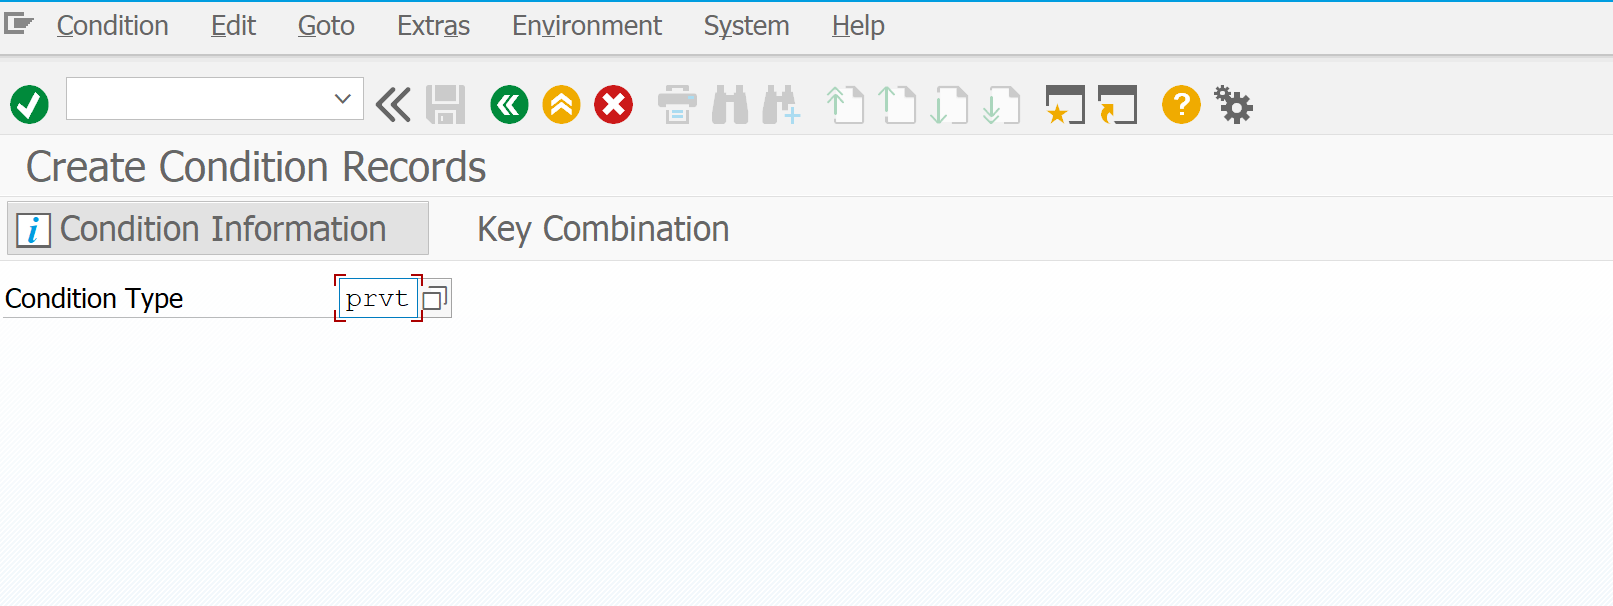 Condition Edit Goto Extras Environment System Help
Create Condition Records
i Condition Information Key Combination
Condition Type prvt